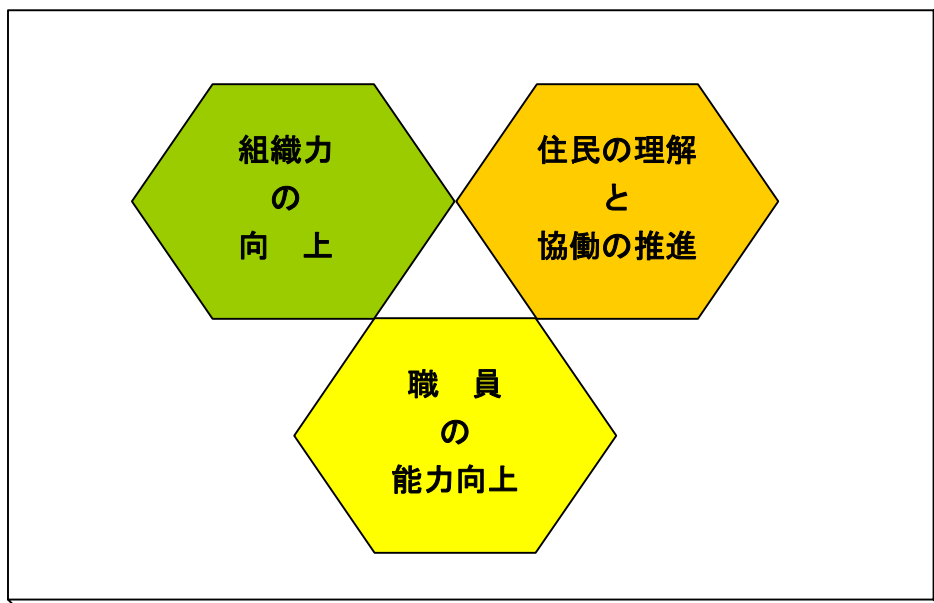 組織力
の
向　上
住民の理解
と
協働の推進
職　員
の
能力向上